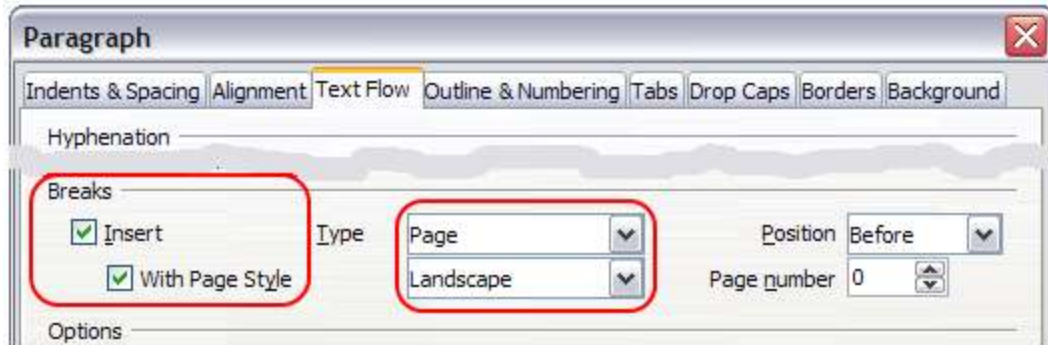 Paragraph
Indents & Spacing Alignment Text Flow Outline & Numbering Tabs Drop Caps Borders Background
Hyphenation
Breaks
Insert Type Page Position Before
With Page Style Landscape Page number 0
Options